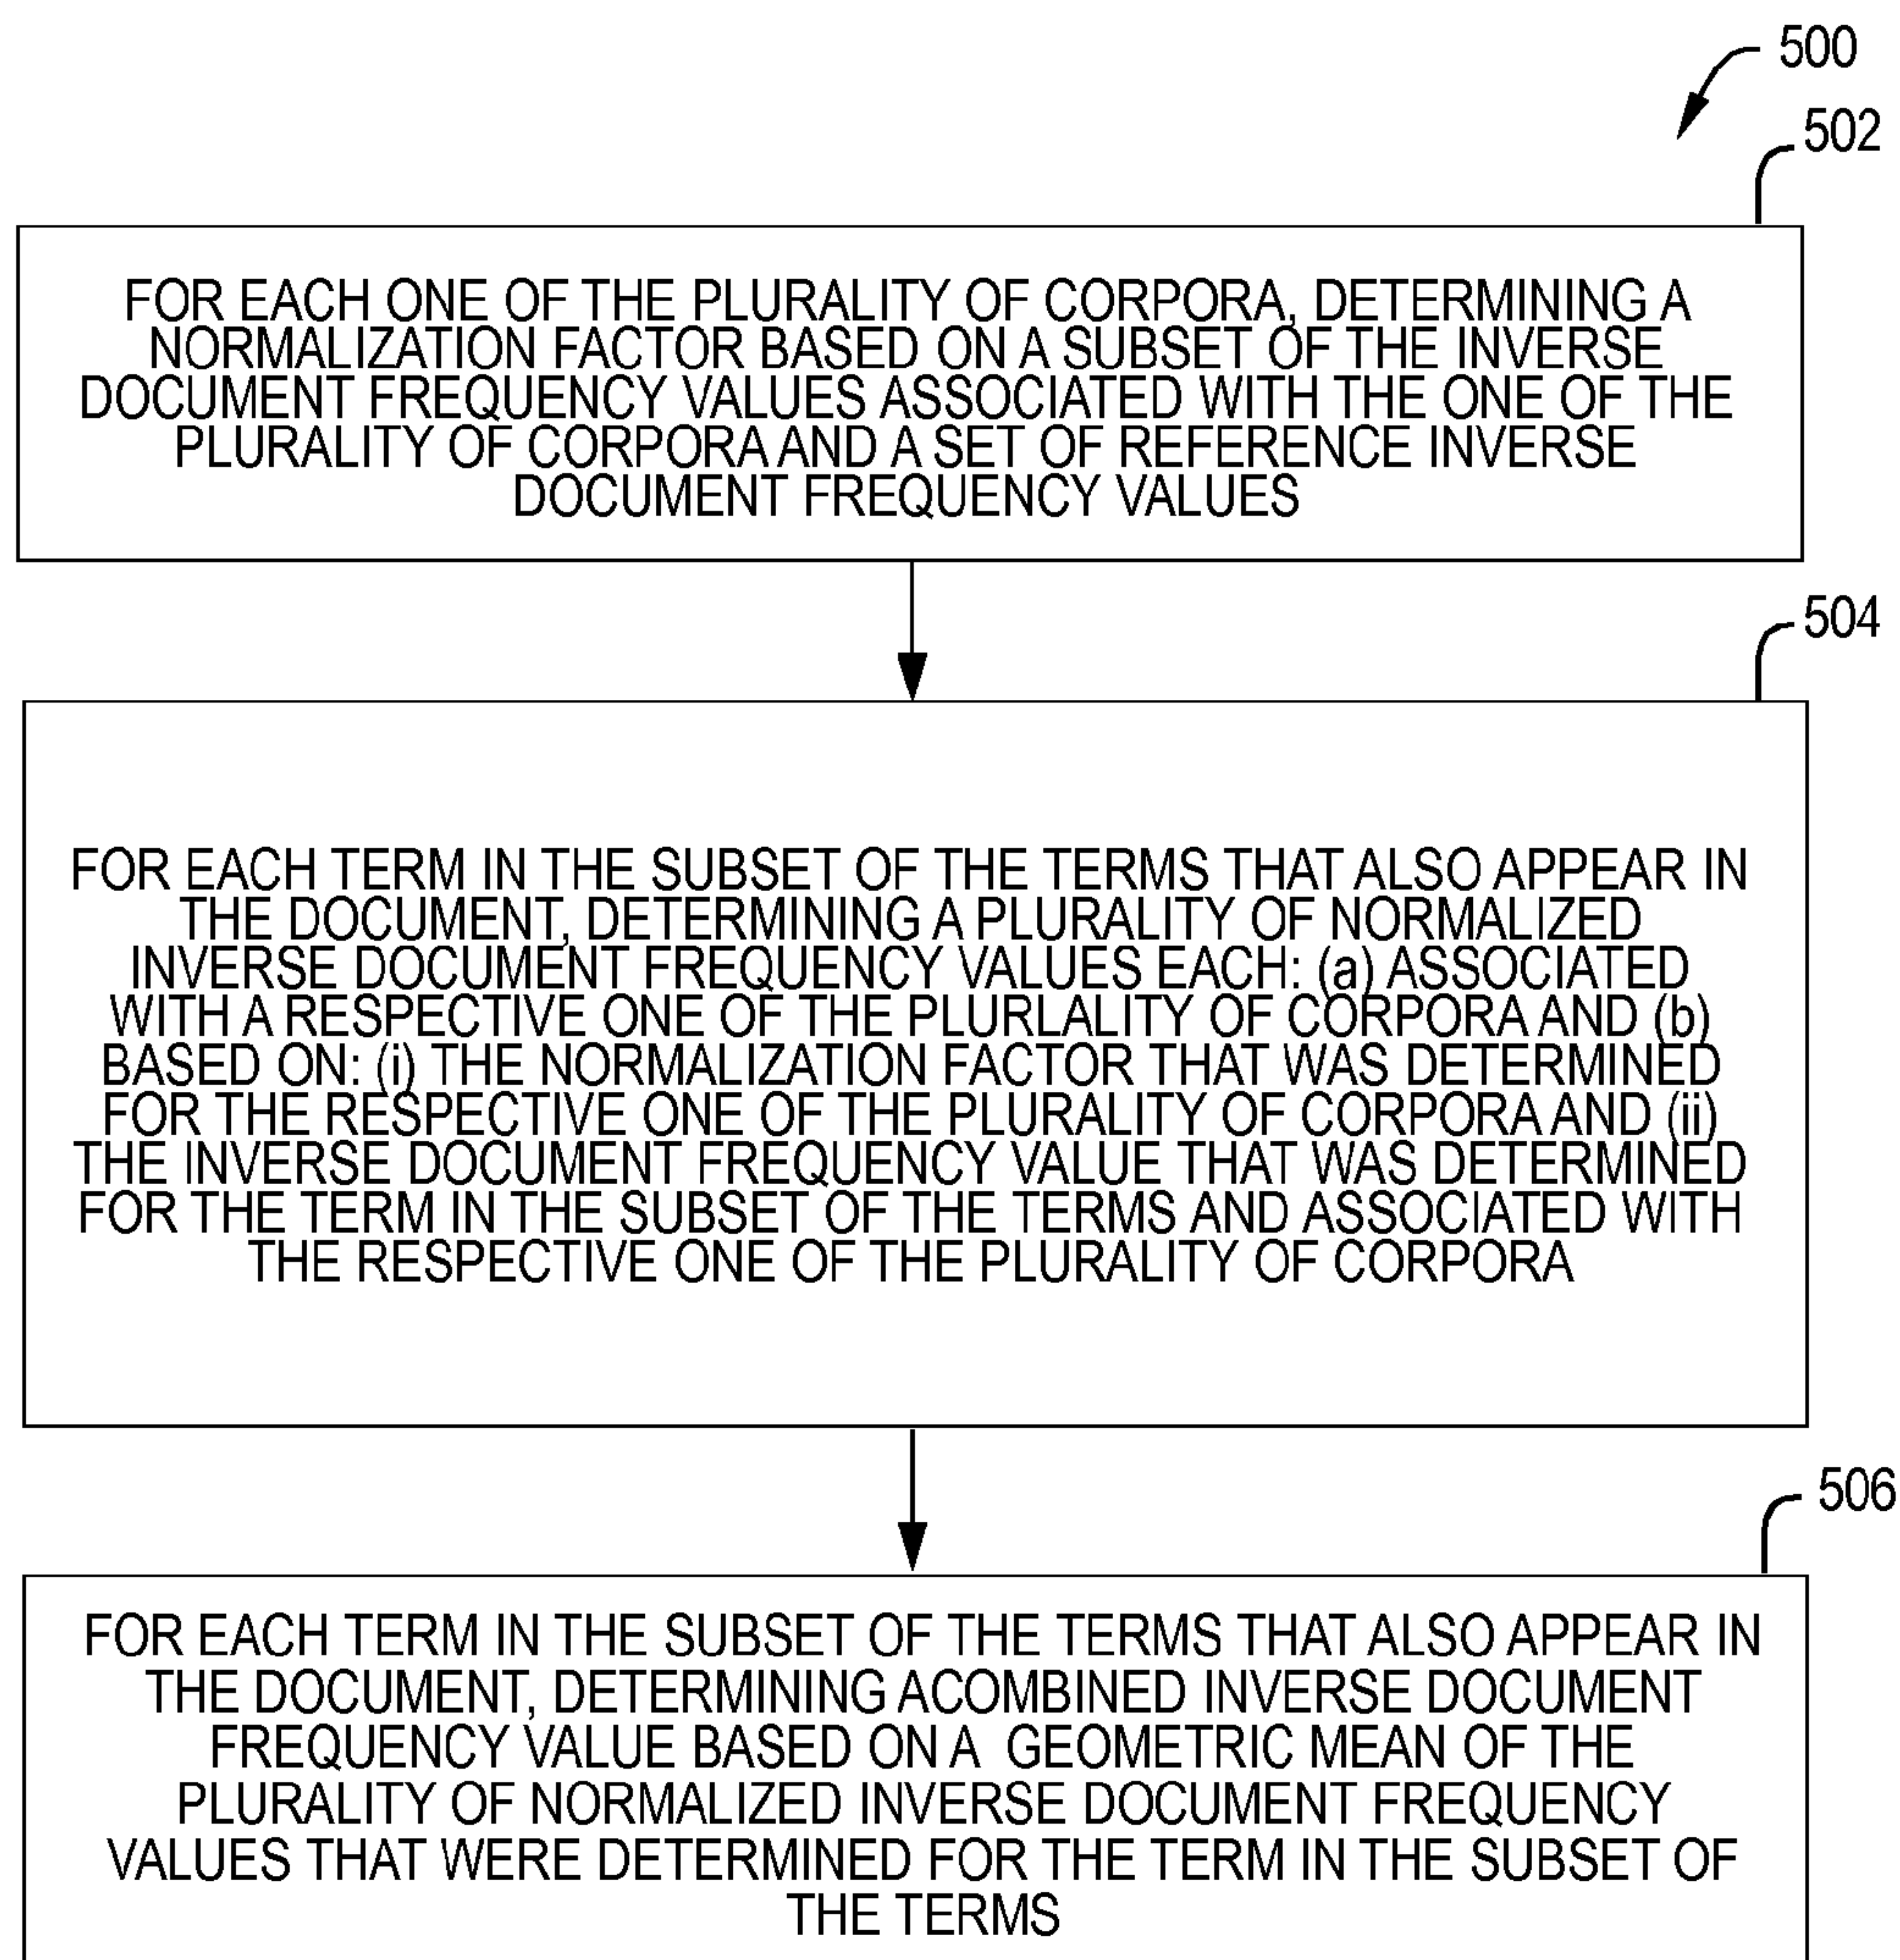 500
502
FOR EACH ONE OF THE PLURALITY OF CORPORA, DETERMINING A
NORMALIZATION FACTOR BASED ON A SUBSET OF THE INVERSE
DOCUMENT FREQUENCY VALUES ASSOCIATED WITH THE ONE OF THE
PLURALITY OF CORPORA AND A SET OF REFERENCE INVERSE
DOCUMENT FREQUENCY VALUES
504
FOR EACH TERM IN THE SUBSET OF THE TERMS THAT ALSO APPEAR IN
THE DOCUMENT, DETERMINING A PLURALITY OF NORMALIZED
INVERSE DOCUMENT FREQUENCY VALUES EACH: (a) ASSOCIATED
WITH A RESPECTIVE ONE OF THE PLURLALITY OF CORPORA AND (b)
BASED ON: (i) THE NORMALIZATION FACTOR THAT WAS DETERMINED
FOR THE RESPECTIVE ONE OF THE PLURALITY OF CORPORA AND (ii)
THE INVERSE DOCUMENT FREQUENCY VALUE THAT WAS DETERMINED
FOR THE TERM IN THE SUBSET OF THE TERMS AND ASSOCIATED WITH
THE RESPECTIVE ONE OF THE PLURALITY OF CORPORA
506
FOR EACH TERM IN THE SUBSET OF THE TERMS THAT ALSO APPEAR IN
THE DOCUMENT, DETERMINING ACOMBINED INVERSE DOCUMENT
FREQUENCY VALUE BASED ON A GEOMETRIC MEAN OF THE
PLURALITY OF NORMALIZED INVERSE DOCUMENT FREQUENCY
VALUES THAT WERE DETERMINED FOR THE TERM IN THE SUBSET OF
THE TERMS